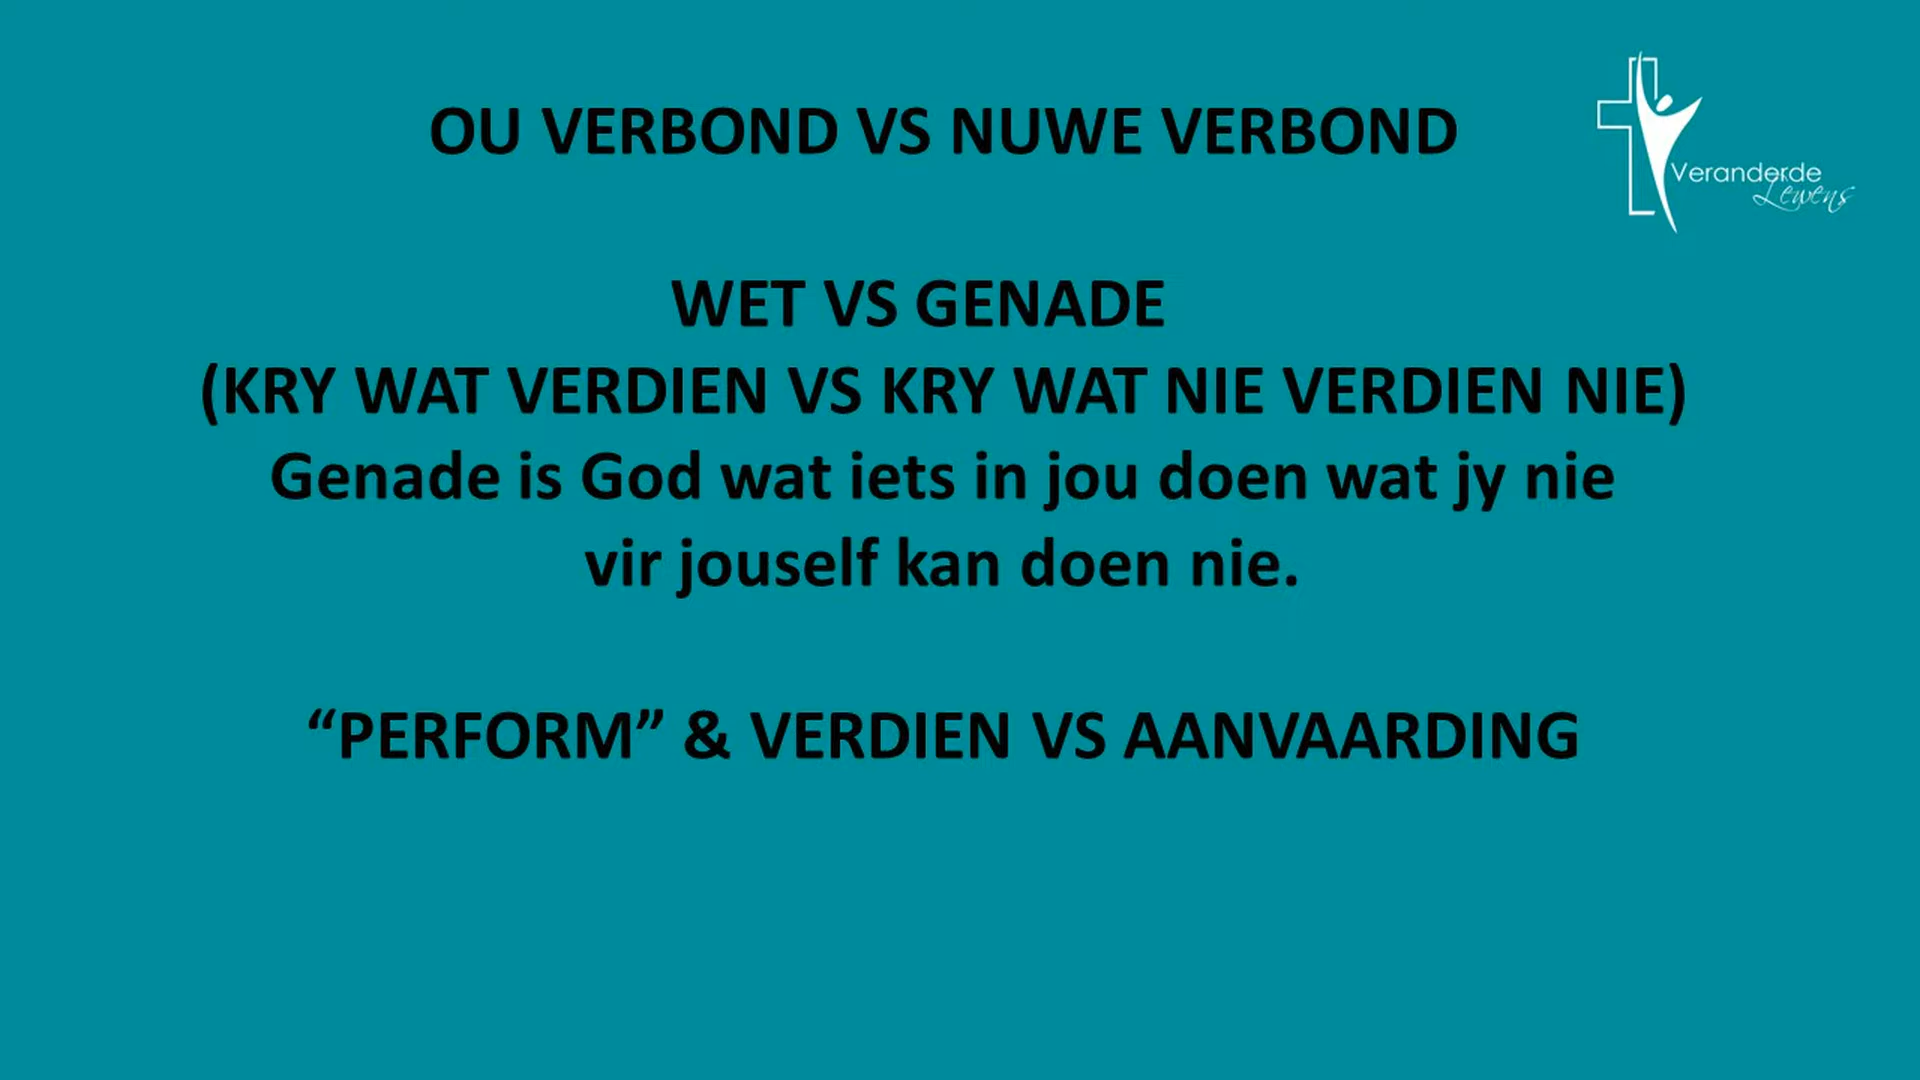 OU VERBOND VS NUWE VERBOND
Veranderde
Lewens
WET VS GENADE
(KRY WAT VERDIEN VS KRY WAT NIE VERDIEN NIE)
Genade is God wat iets in jou doen wat jy nie
vir jouself kan doen nie.
“PERFORM” & VERDIEN VS AANVAARDING